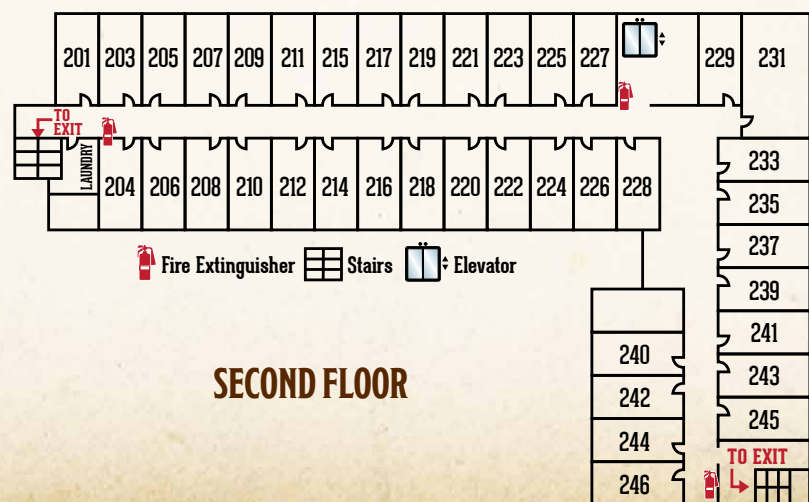 201 203 205 207 209 211 215 217 219 221 223 225 227 229 231
TO
EXIT
LAUNDRY
204 206 208 210 212 214 216 218 220 222 224 226 228
233
235
237
239
241
243
245
Fire Extinguisher Stairs Elevator
SECOND FLOOR
240
242
244
246
TO EXIT